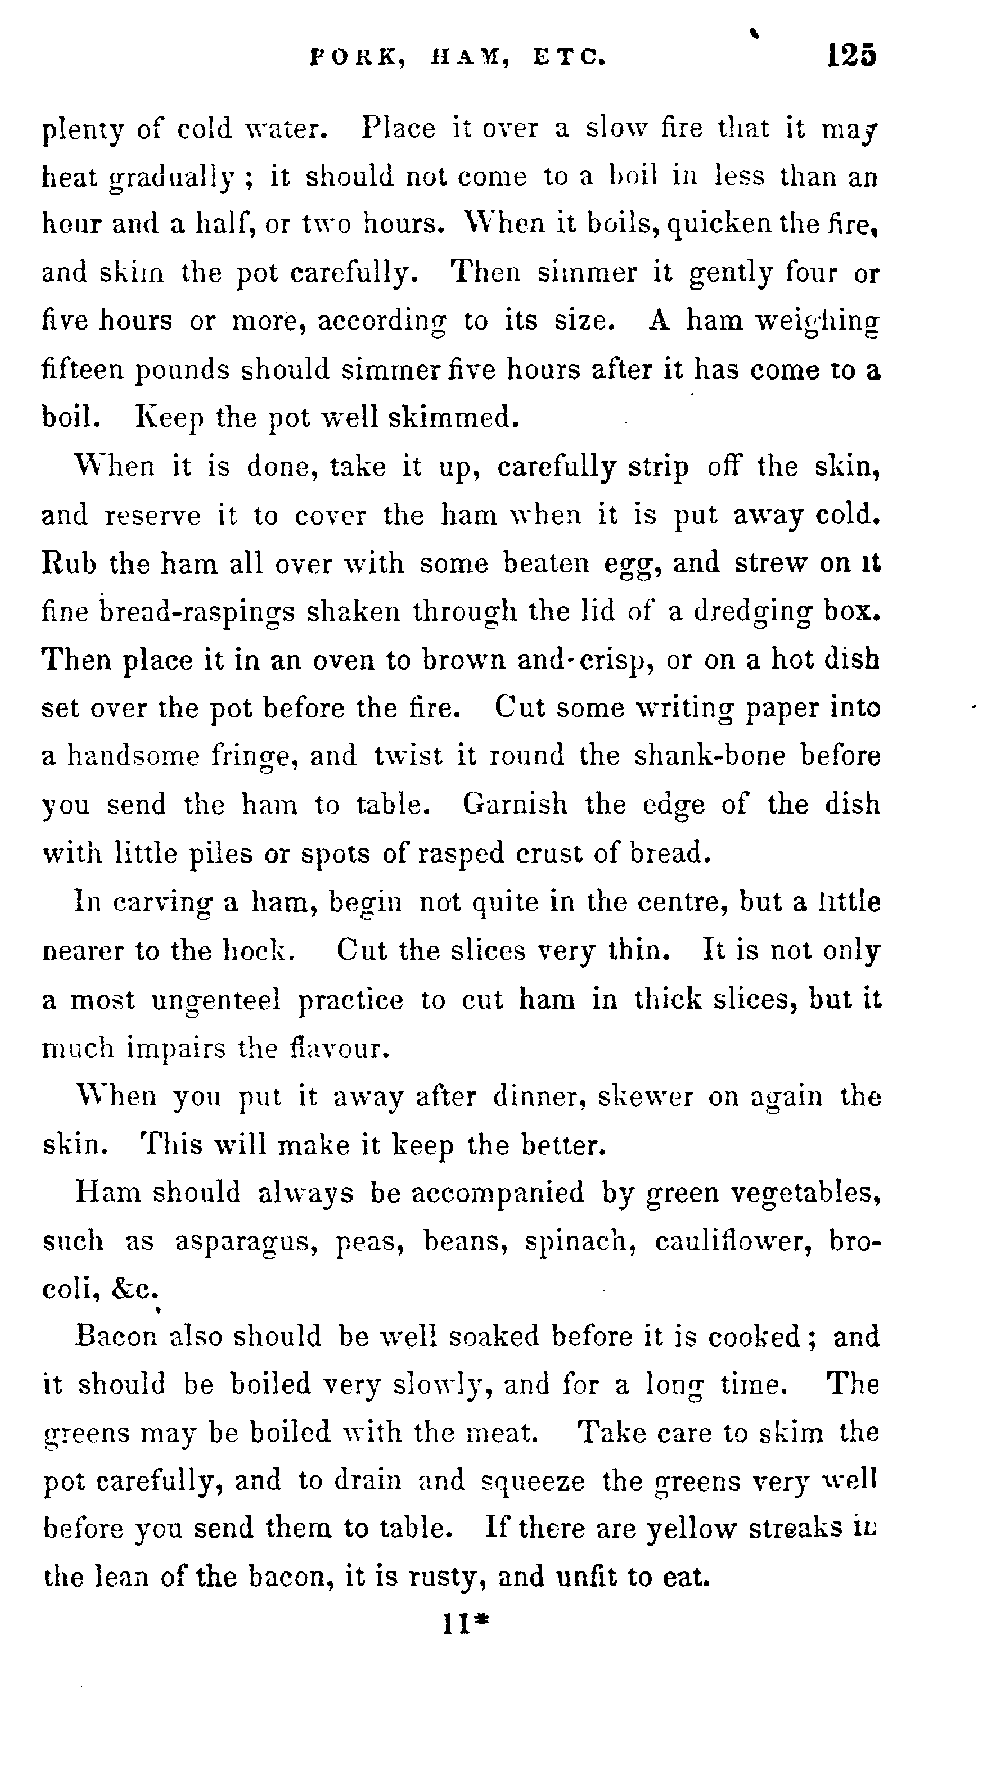 PORK, HAM, ETC. 125
plenty of cold water. Place it over a slow fire that it may
heat gradually ; it should not come to a boil in less than an
hour and a half, or two hours. When it boils, quicken the fire,
and skim the pot carefully. Then simmer it gently four or
five hours or more, according to its size. A ham weighing
fifteen pounds should simmer five hours after it has come to a
boil. Keep the pot well skimmed.
When it is done, take it up, carefully strip off the skin,
and reserve it to cover the ham when it is put away cold.
Rub the ham all over with some beaten egg, and strew on it
fine bread-raspings shaken through the lid of a dredging box.
Then place it in an oven to brown and crisp, or on a hot dish
set over the pot before the fire. Cut some writing paper into
a handsome fringe, and twist it round the shank-bone before
you send the ham to table. Garnish the edge of the dish
with little piles or spots of rasped crust of bread.
In carving a ham, begin not quite in the centre, but a little
nearer to the hock. Cut the slices very thin. It is not only
a most ungenteel practice to cut ham in thick slices, but it
much impairs the flavour.
When you put it away after dinner, skewer on again the
skin. This will make it keep the better.
Ham should always be accompanied by green vegetables,
such as asparagus, peas, beans, spinach, cauliflower, bro-
coli, &c.
Bacon also should be well soaked before it is cooked ; and
it should be boiled very slowly, and for a long time. The
greens may be boiled with the meat. Take care to skim the
pot carefully, and to drain and squeeze the greens very well
before you send them to table. If there are yellow streaks in
the lean of the bacon, it is rusty, and unfit to eat.
11*